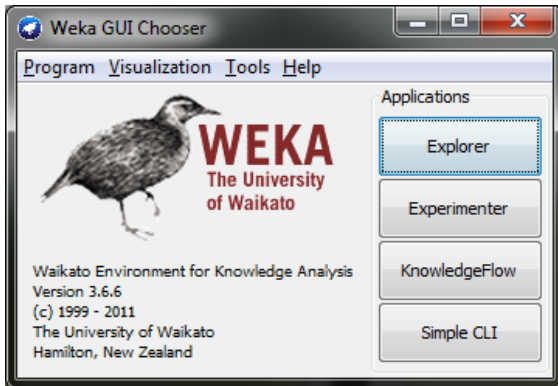 Weka GUI Chooser
Program Visualization Tools Help
WEKA
The University
of Waikato
Waikato Environment for Knowledge Analysis
Version 3.6.6
(c) 1999 - 2011
The University of Waikato
Hamilton, New Zealand
Applications
Explorer
Experimenter
KnowledgeFlow
Simple CLI